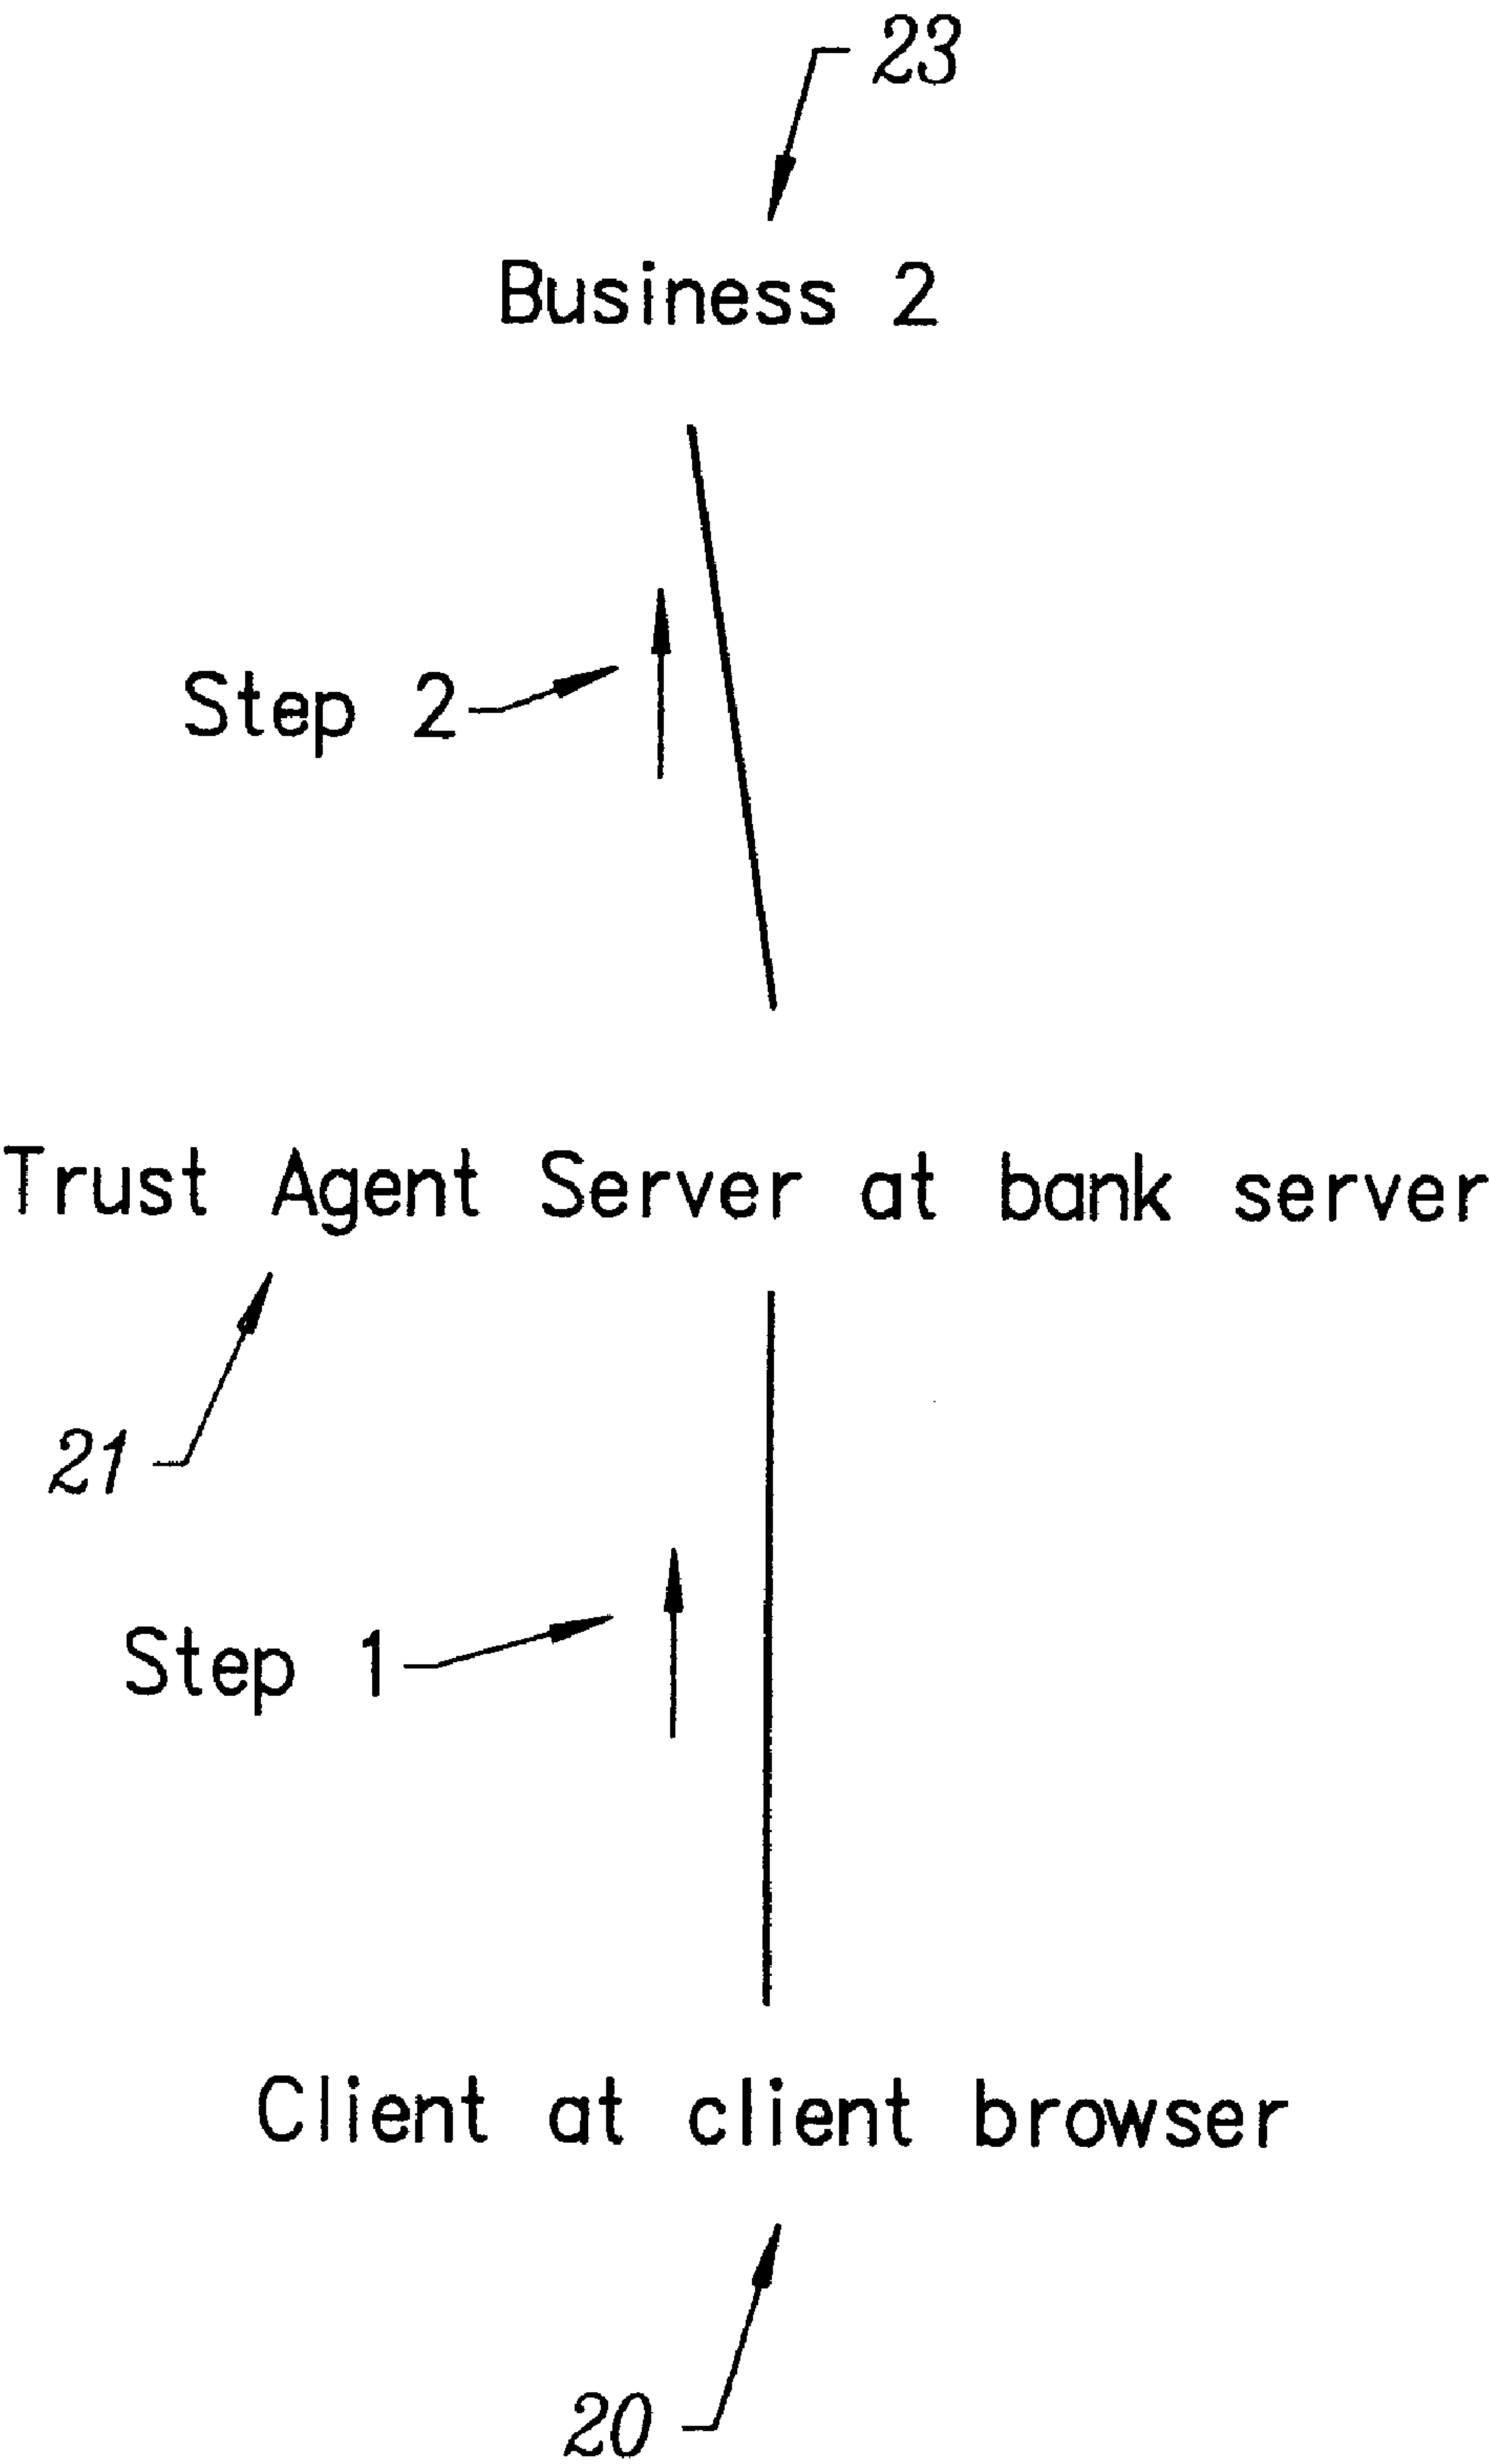 23
Business 2
Step 2
Trust Agent Server at bank server
21
Step 1
Client at client browser
20